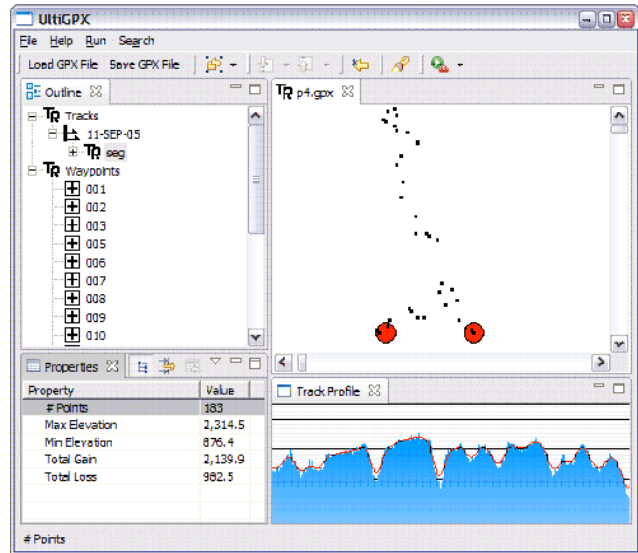 UltiGPX
File Help Run Search
Load GPX File Save GPX File
Outline
Tracks
11-SEP-05
seg
Waypoints
001
002
003
005
006
007
008
009
010
p4.gpx
Properties
Property Value
# Points 183
Max Elevation 2,314.5
Min Elevation 876.4
Total Gain 2,139.9
Total Loss 982.5
Track Profile
# Points